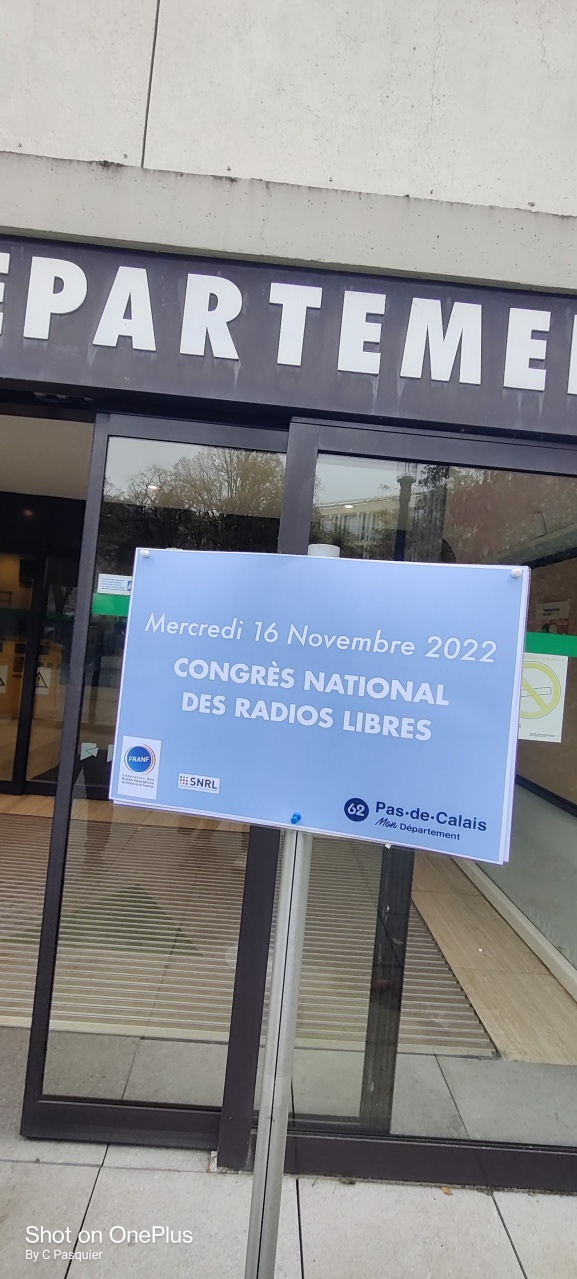 EPARTEME
Mercredi 16 Novembre 2022
CONGRÈS NATIONAL
DES RADIOS LIBRES
FRANF
SNRL
62 Pas·de·Calais
Mon Département
Shot on OnePlus
By C Pasquier